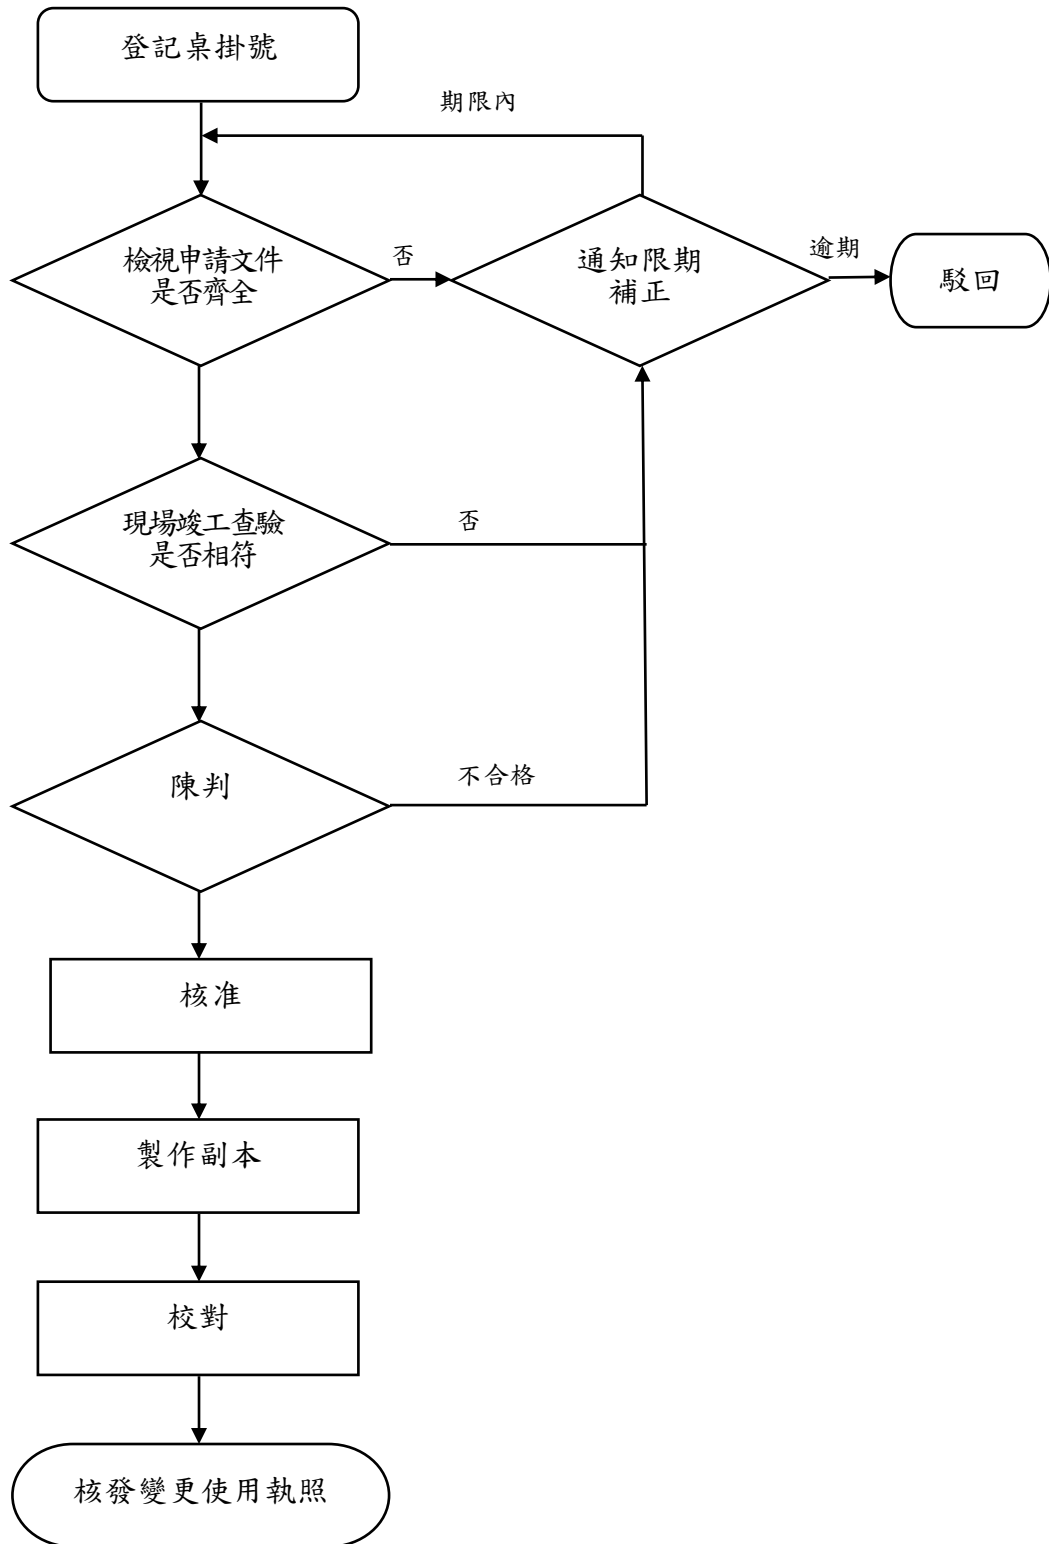 登記桌掛號
期限內
檢視申請文件
是否齊全
否
通知限期
補正
逾期
駁回
現場竣工查驗
是否相符
否
陳判
不合格
核准
製作副本
校對
核發變更使用執照